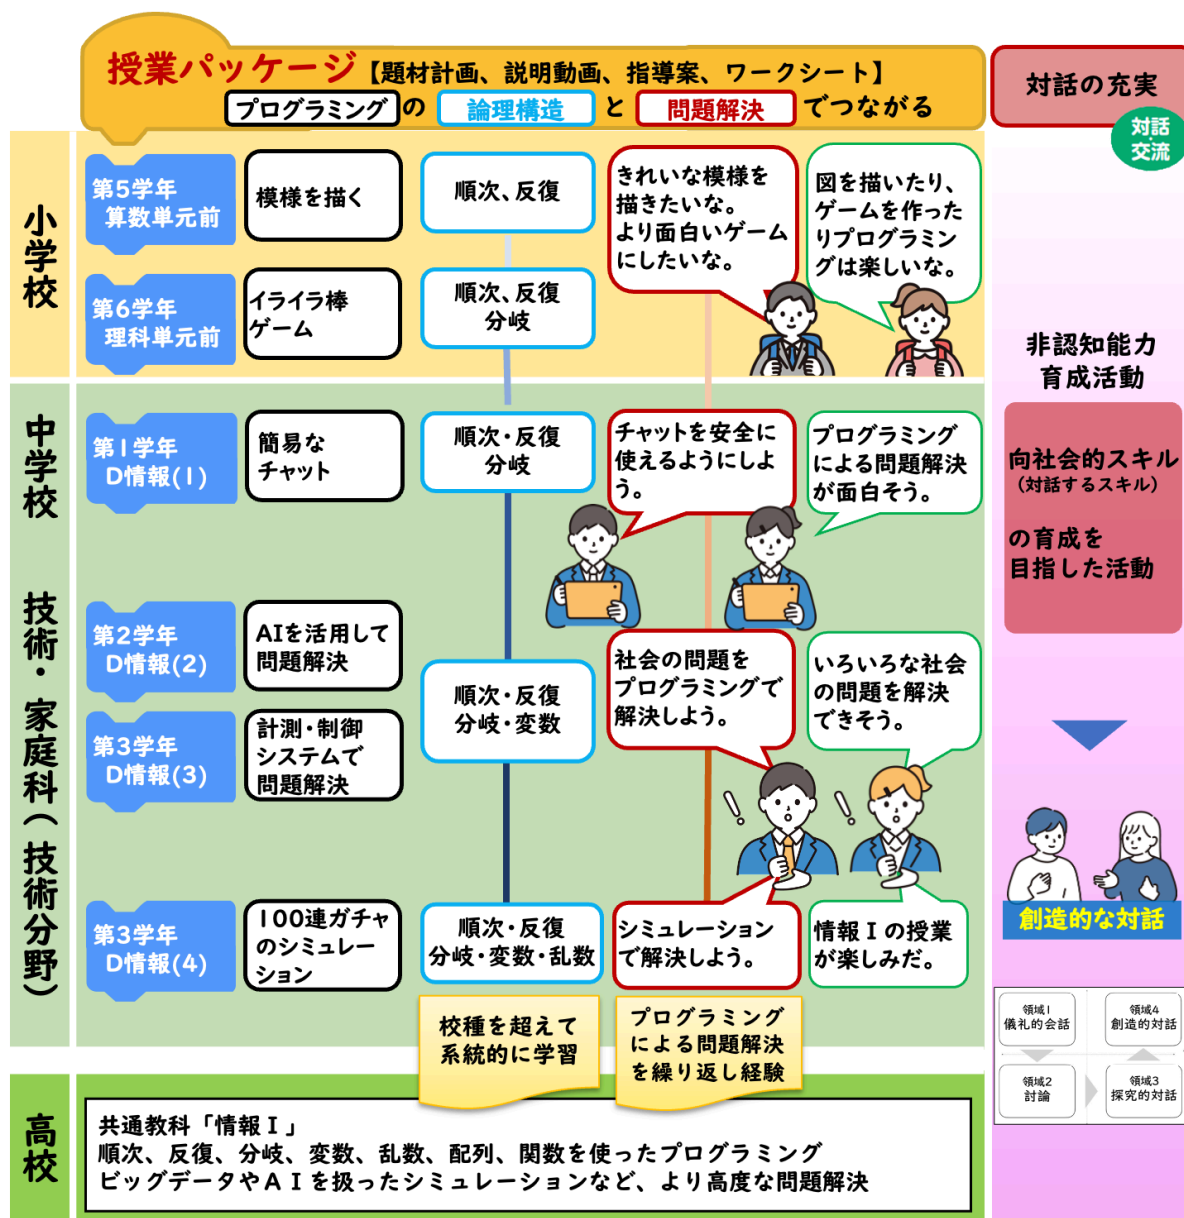 授業パッケージ【題材計画、説明動画、指導案、ワークシート】
プログラミングの 論理構造 と 問題解決 でつながる
対話の充実
対話
・
交流
小学校
第5学年
算数単元前
模様を描く
順次、反復
きれいな模様を
描きたいな。
より面白いゲーム
にしたいな。
図を描いたり、
ゲームを作った
りプログラミン
グは楽しいな。
第6学年
理科単元前
イライラ棒
ゲーム
順次、反復
分岐
中学校 技術・家庭科(技術分野)
第1学年
D情報(1)
簡易な
チャット
順次・反復
分岐
チャットを安全に
使えるようにしよ
う。
プログラミング
による問題解決
が面白そう。
第2学年
D情報(2)
AIを活用して
問題解決
順次・反復
分岐・変数
社会の問題を
プログラミングで
解決しよう。
いろいろな社会
の問題を解決
できそう。
第3学年
D情報(3)
計測・制御
システムで
問題解決
第3学年
D情報(4)
100連ガチャ
のシミュレー
ション
順次・反復
分岐・変数・乱数
シミュレーション
で解決しよう。
情報Ⅰの授業
が楽しみだ。
校種を超えて
系統的に学習
プログラミング
による問題解決
を繰り返し経験
高校
共通教科「情報Ⅰ」
順次、反復、分岐、変数、乱数、配列、関数を使ったプログラミング
ビッグデータやAIを扱ったシミュレーションなど、より高度な問題解決
非認知能力
育成活動
向社会的スキル
(対話するスキル)
の育成を
目指した活動
創造的な対話
領域1
儀礼的会話
領域4
創造的対話
領域2
討論
領域3
探究的対話